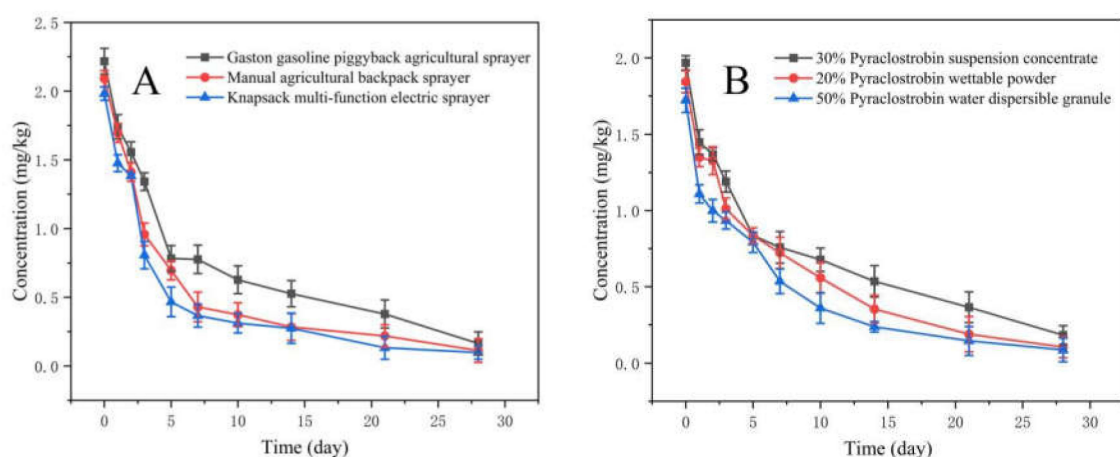 A
Gaston gasoline piggyback agricultural sprayer
Manual agricultural backpack sprayer
Knapsack multi-function electric sprayer
Concentration (mg/kg)
2.5
2.0
1.5
1.0
0.5
0.0
0 5 10 15 20 25 30
Time (day)
B
30% Pyraclostrobin suspension concentrate
20% Pyraclostrobin wettable powder
50% Pyraclostrobin water dispersible granule
Concentration (mg/kg)
2.0
1.5
1.0
0.5
0.0
0 5 10 15 20 25 30
Time (day)